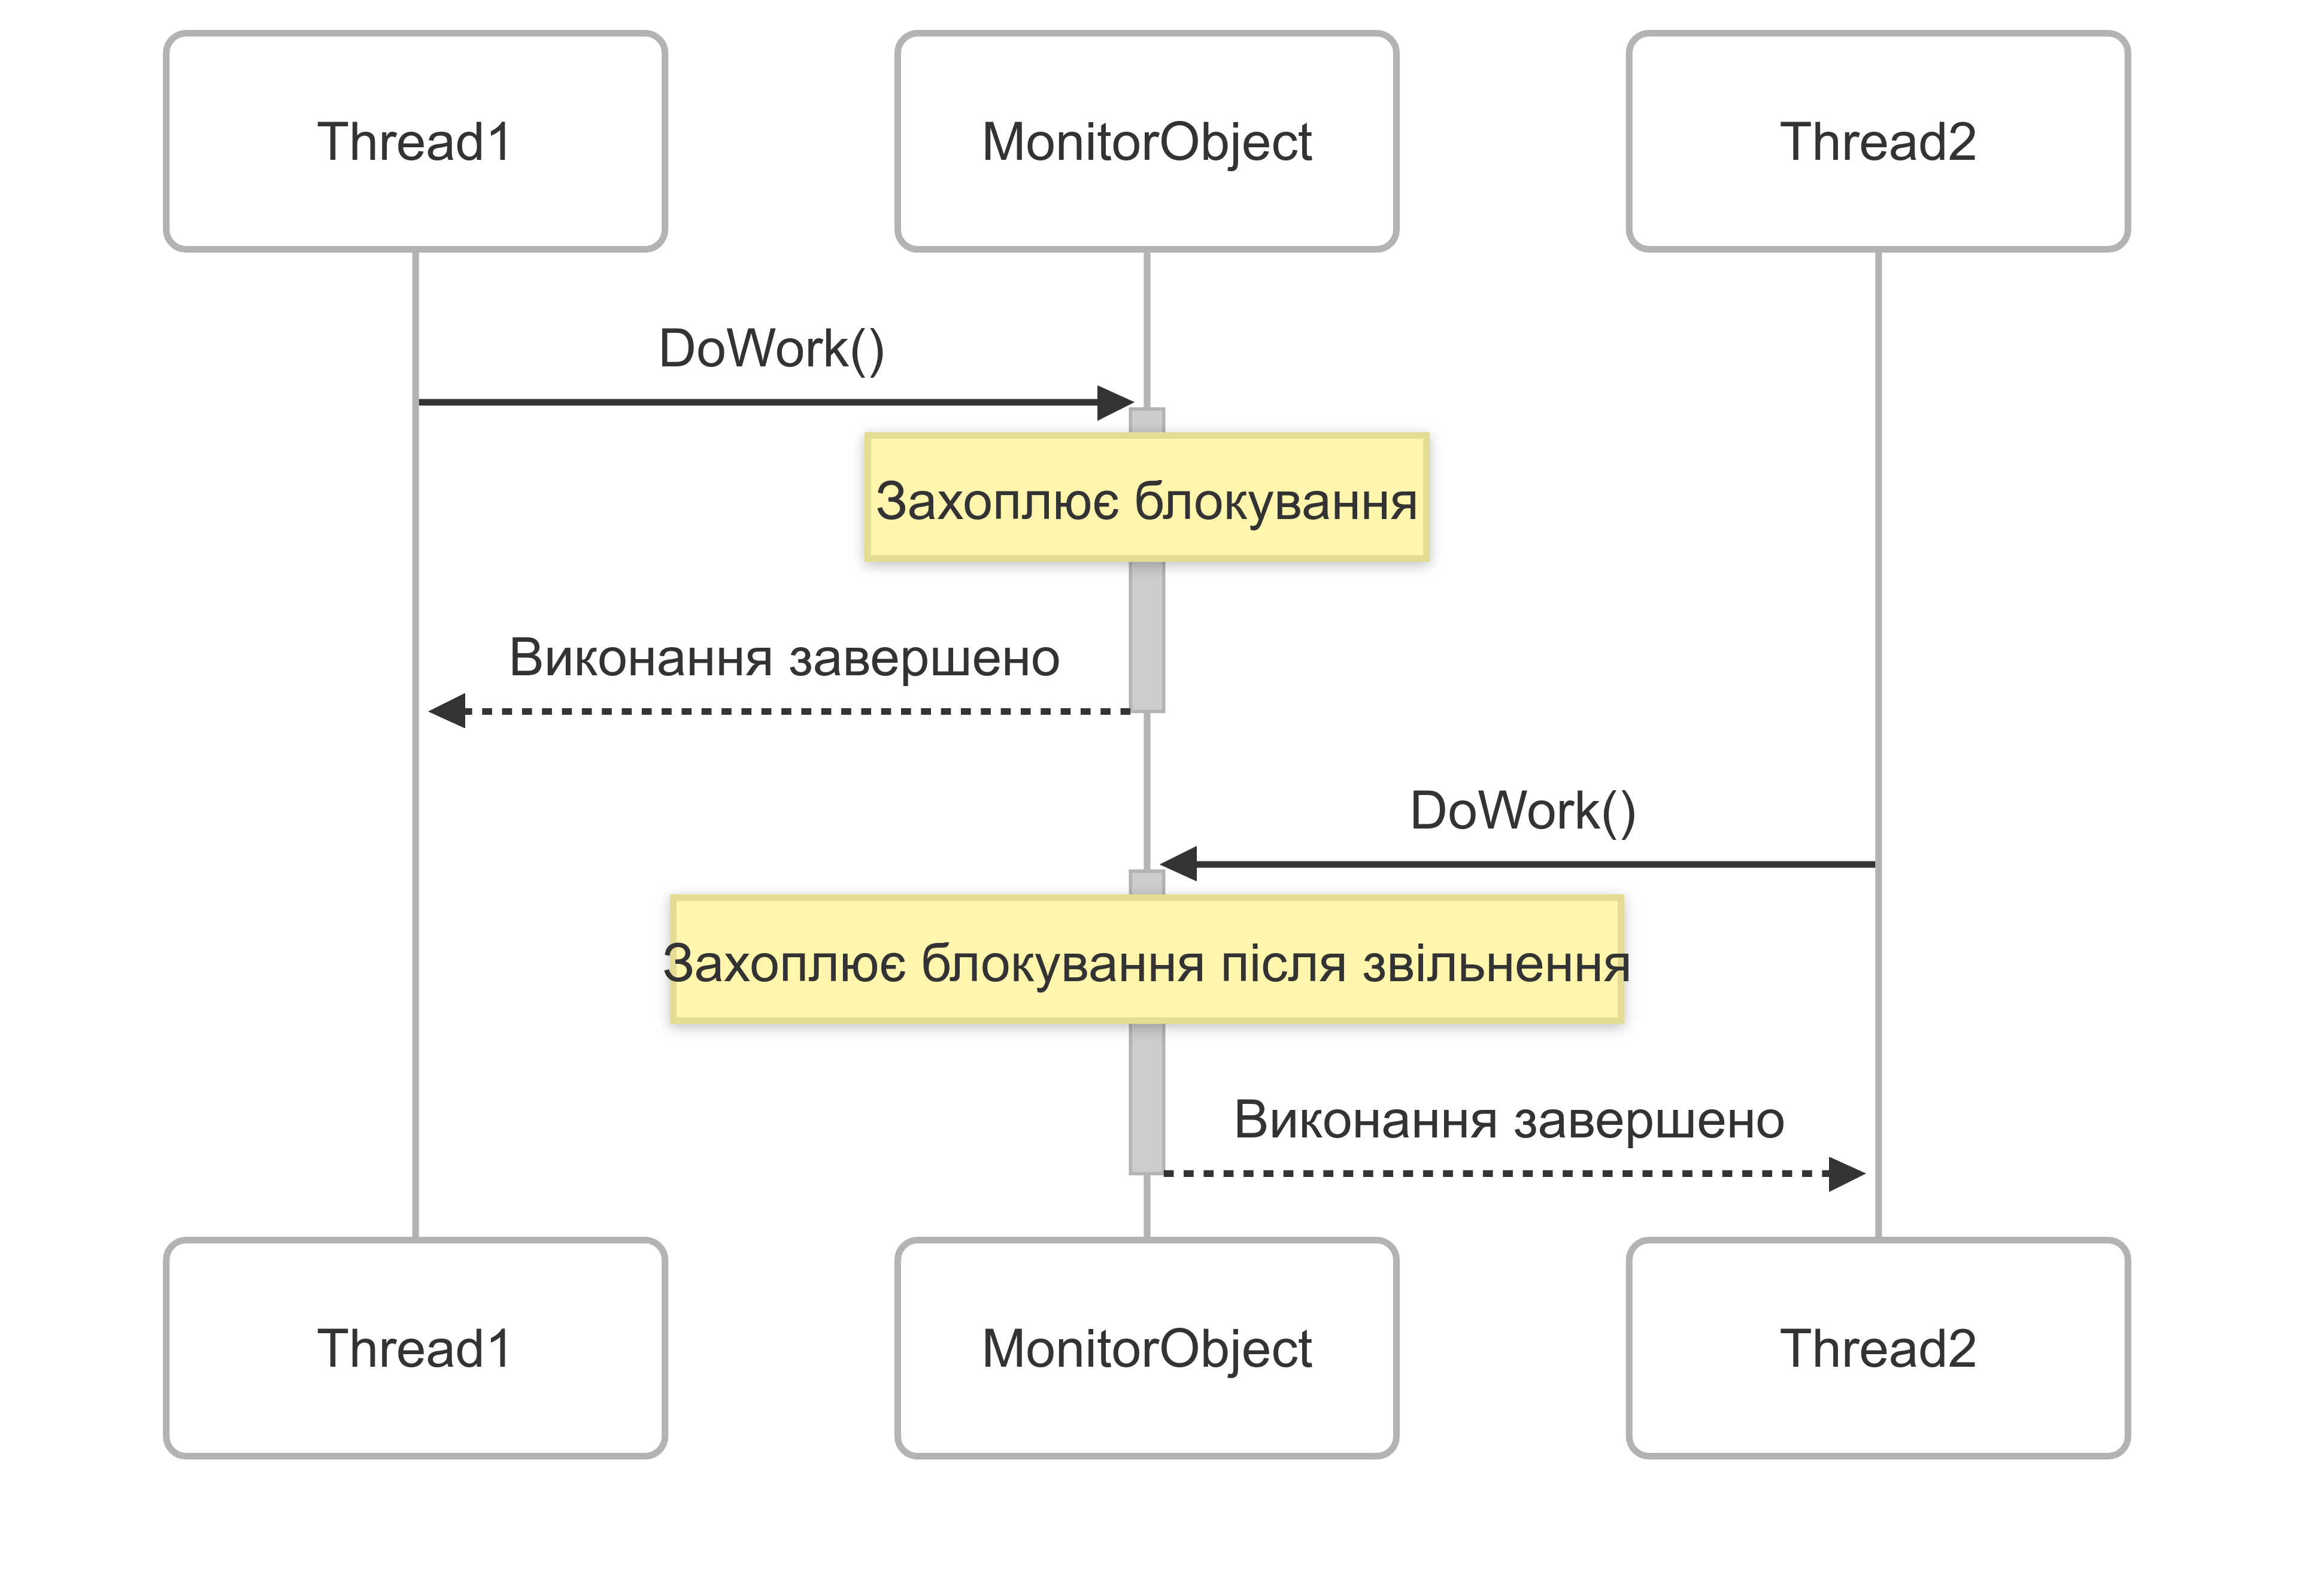 Thread1
MonitorObject
Thread2
DoWork()
Захоплює блокування
Виконання завершено
DoWork()
Захоплює блокування після звільнення
Виконання завершено
Thread1
MonitorObject
Thread2